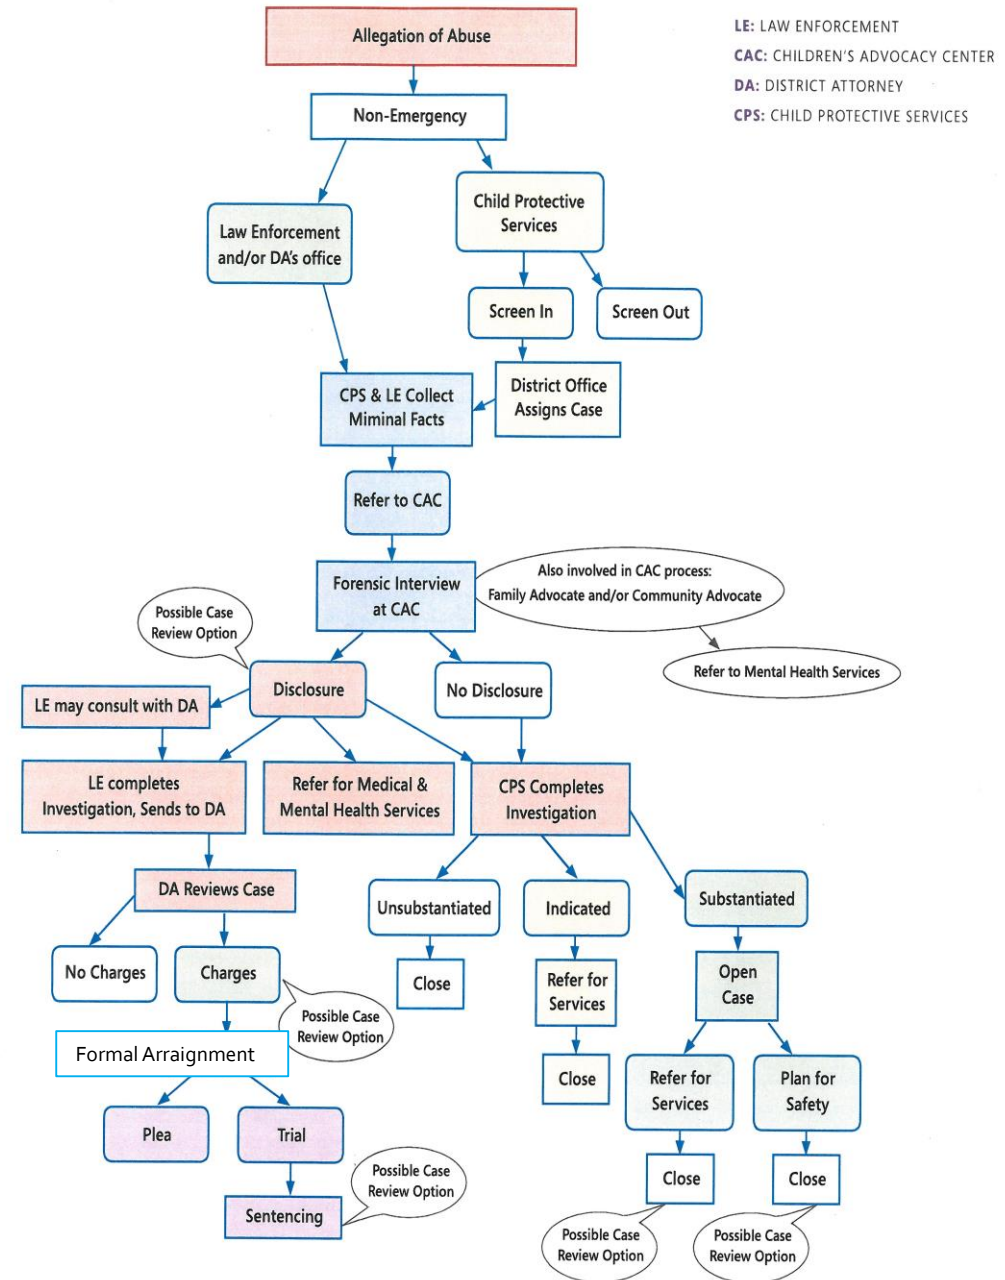 Allegation of Abuse
LE: LAW ENFORCEMENT
CAC: CHILDREN'S ADVOCACY CENTER
DA: DISTRICT ATTORNEY
CPS: CHILD PROTECTIVE SERVICES
Non-Emergency
Law Enforcement
and/or DA's office
Child Protective
Services
Screen In
Screen Out
CPS & LE Collect
Miminal Facts
District Office
Assigns Case
Refer to CAC
Forensic Interview
at CAC
Also involved in CAC process:
Family Advocate and/or Community Advocate
Refer to Mental Health Services
Possible Case
Review Option
Disclosure
No Disclosure
LE may consult with DA
LE completes
Investigation, Sends to DA
Refer for Medical &
Mental Health Services
CPS Completes
Investigation
DA Reviews Case
Unsubstantiated
Indicated
Substantiated
No Charges
Charges
Close
Refer for
Services
Open
Case
Possible Case
Review Option
Formal Arraignment
Close
Refer for
Services
Plan for
Safety
Plea
Trial
Close
Close
Possible Case
Review Option
Sentencing
Possible Case
Review Option
Possible Case
Review Option